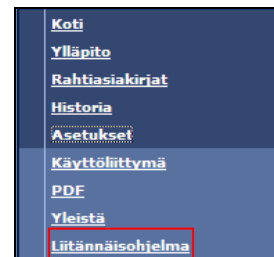 Koti
Ylläpito
Rahtiasiakirjat
Historia
Asetukset
Käyttöliittymä
PDF
Yleistä
Liitännäisohjelma